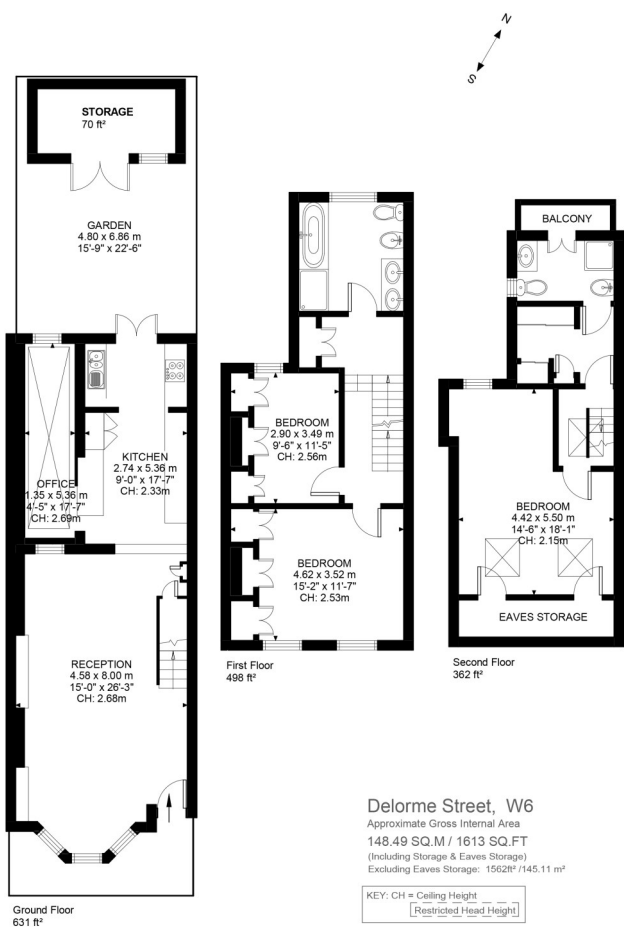 N
S
STORAGE
70 ft²
GARDEN
4.80 x 6.86 m
15'-9" x 22'-6"
OFFICE
1.35 x 5.36 m
4'-5" x 17'-7"
CH: 2.69m
KITCHEN
2.74 x 5.36 m
9'-0" x 17'-7"
CH: 2.33m
RECEPTION
4.58 x 8.00 m
15'-0" x 26'-3"
CH: 2.68m
Ground Floor
631 ft²
BEDROOM
2.90 x 3.49 m
9'-6" x 11'-5"
CH: 2.56m
BEDROOM
4.62 x 3.52 m
15'-2" x 11'-7"
CH: 2.53m
First Floor
498 ft²
BALCONY
BEDROOM
4.42 x 5.50 m
14'-6" x 18'-1"
CH: 2.15m
EAVES STORAGE
Second Floor
362 ft²
Delorme Street, W6
Approximate Gross Internal Area
148.49 SQ.M / 1613 SQ.FT
(Including Storage & Eaves Storage)
Excluding Eaves Storage: 1562ft² /145.11 m²
KEY: CH = Ceiling Height
Restricted Head Height